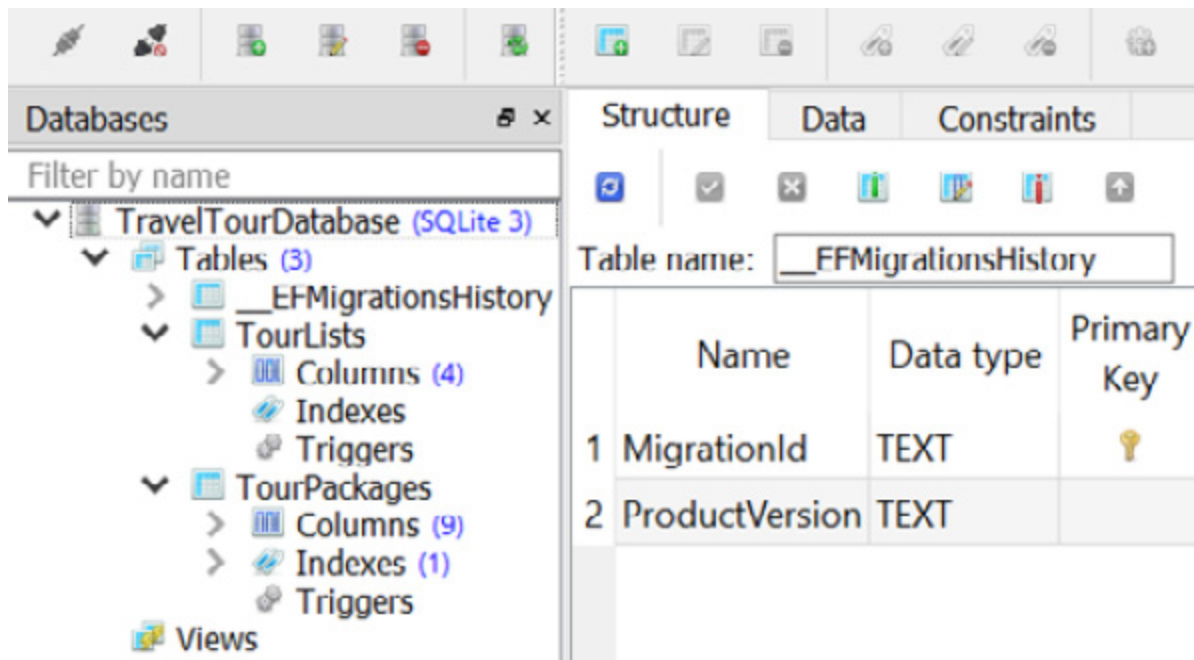 Databases
Filter by name
TravelTourDatabase (SQLite 3)
Tables (3)
__EFMigrationsHistory
TourLists
Columns (4)
Indexes
Triggers
TourPackages
Columns (9)
Indexes (1)
Triggers
Views
Structure Data Constraints
Table name: __EFMigrationsHistory
Name Data type Primary Key
1 MigrationId TEXT
2 ProductVersion TEXT